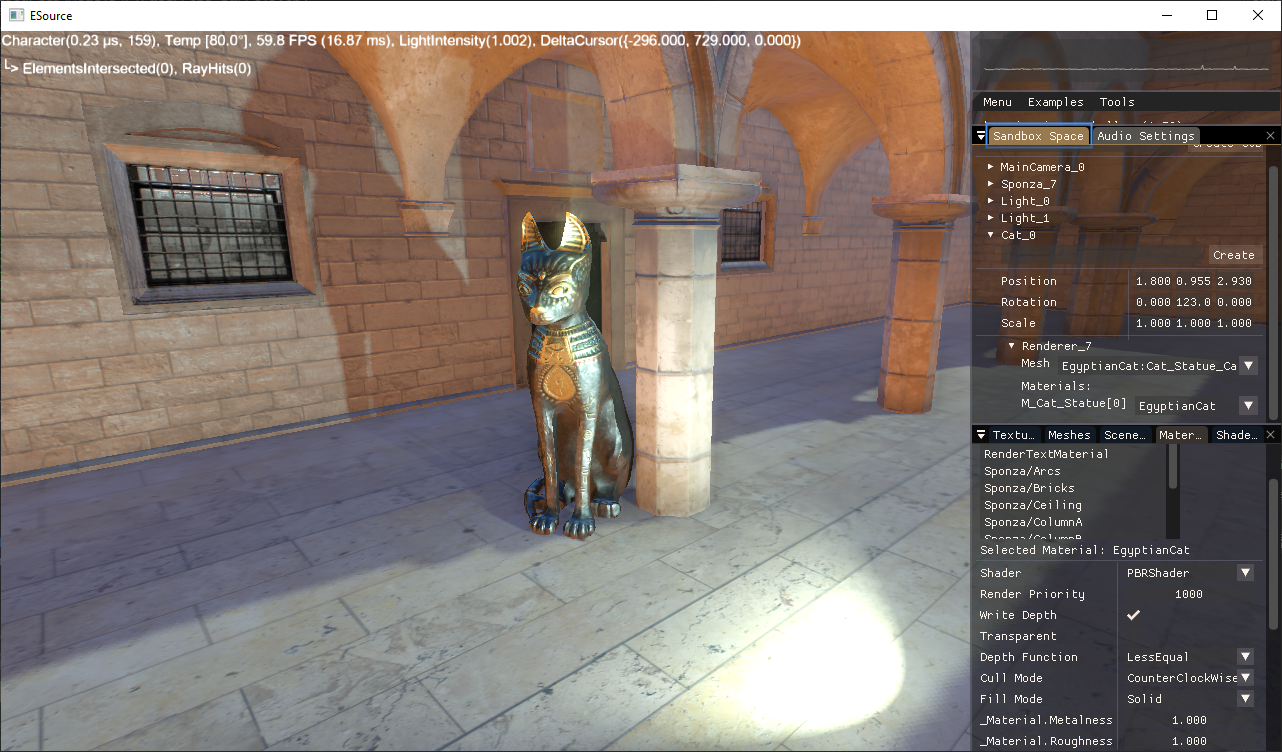 ESource
Character(0.23 µs, 159), Temp [80.0°], 59.8 FPS (16.87 ms), LightIntensity(1.002), DeltaCursor({-296.000, 729.000, 0.000})
└> ElementsIntersected(0), RayHits(0)
Menu Examples Tools
Sandbox Space Audio Settings
MainCamera_0
Sponza_7
Light_0
Light_1
Cat_0
Create
Position 1.800 0.955 2.930
Rotation 0.000 123.0 0.000
Scale 1.000 1.000 1.000
Renderer_7
Mesh EgyptianCat:Cat_Statue_Ca
Materials:
M_Cat_Statue[0] EgyptianCat
Textu… Meshes Scene… Mater… Shade…
RenderTextMaterial
Sponza/Arcs
Sponza/Bricks
Sponza/Ceiling
Sponza/ColumnA
Selected Material: EgyptianCat
Shader PBRShader
Render Priority 1000
Write Depth
Transparent
Depth Function LessEqual
Cull Mode CounterClockWise
Fill Mode Solid
_Material.Metalness 1.000
_Material.Roughness 1.000